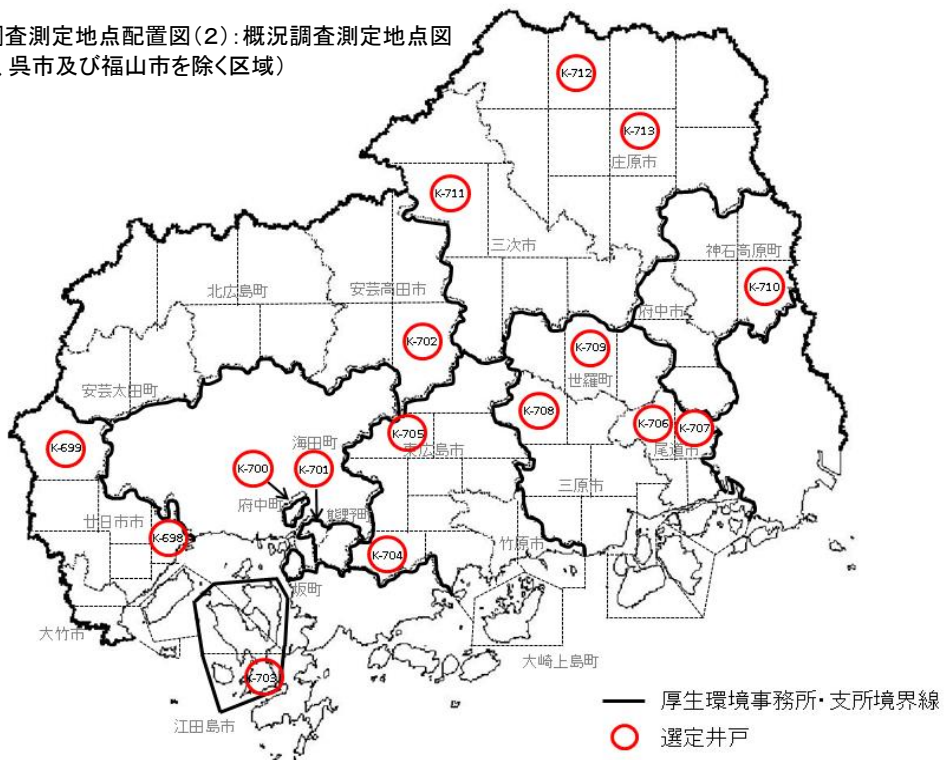 調査測定地点配置図(2):概況調査測定地点図
、呉市及び福山市を除く区域)
K-712
K-713
庄原市
K-711
三次市
神石高原町
K-710
北広島町
安芸高田市
府中市
K-702
K-709
世羅町
安芸太田町
K-708
K-706
K-707
尾道市
K-699
海田町
K-705
東広島市
K-700
K-701
三原市
府中町
熊野町
廿日市市
K-698
K-704
竹原市
坂町
大竹市
大崎上島町
K-703
江田島市
厚生環境事務所・支所境界線
選定井戸